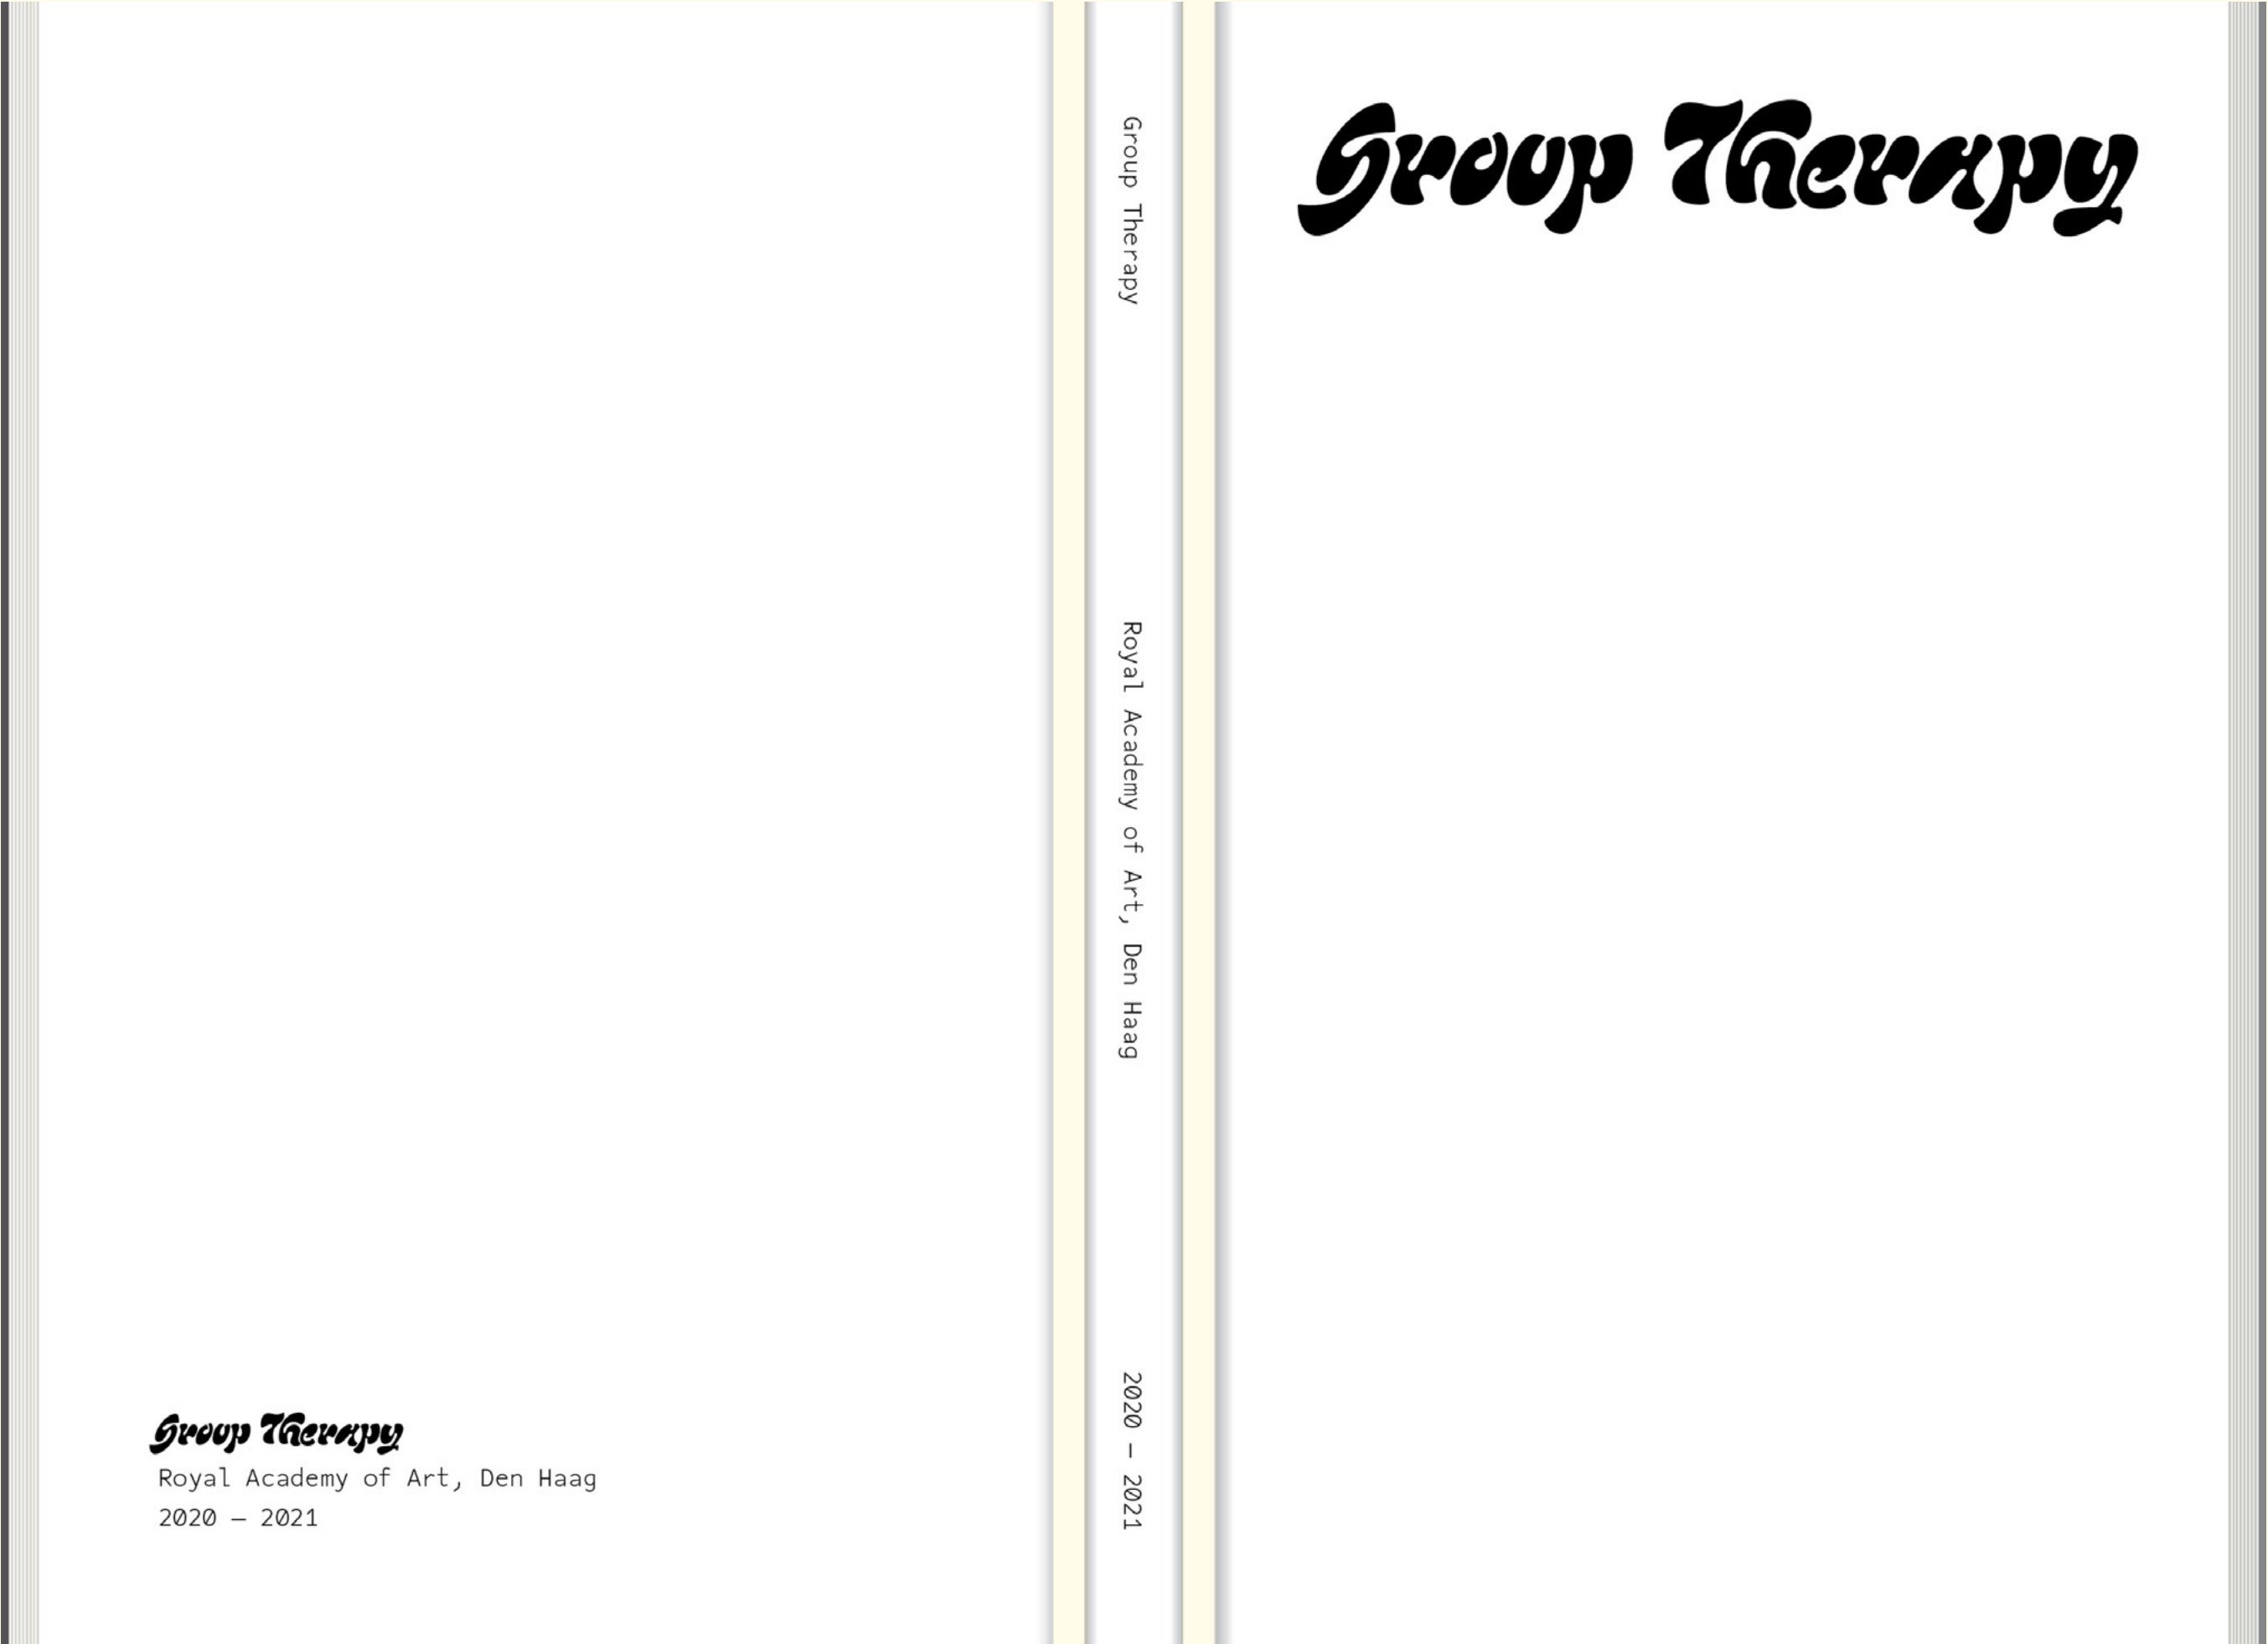 Group Therapy
Royal Academy of Art, Den Haag
2020 – 2021
Group Therapy
Royal Academy of Art, Den Haag
2020 – 2021
Group Therapy